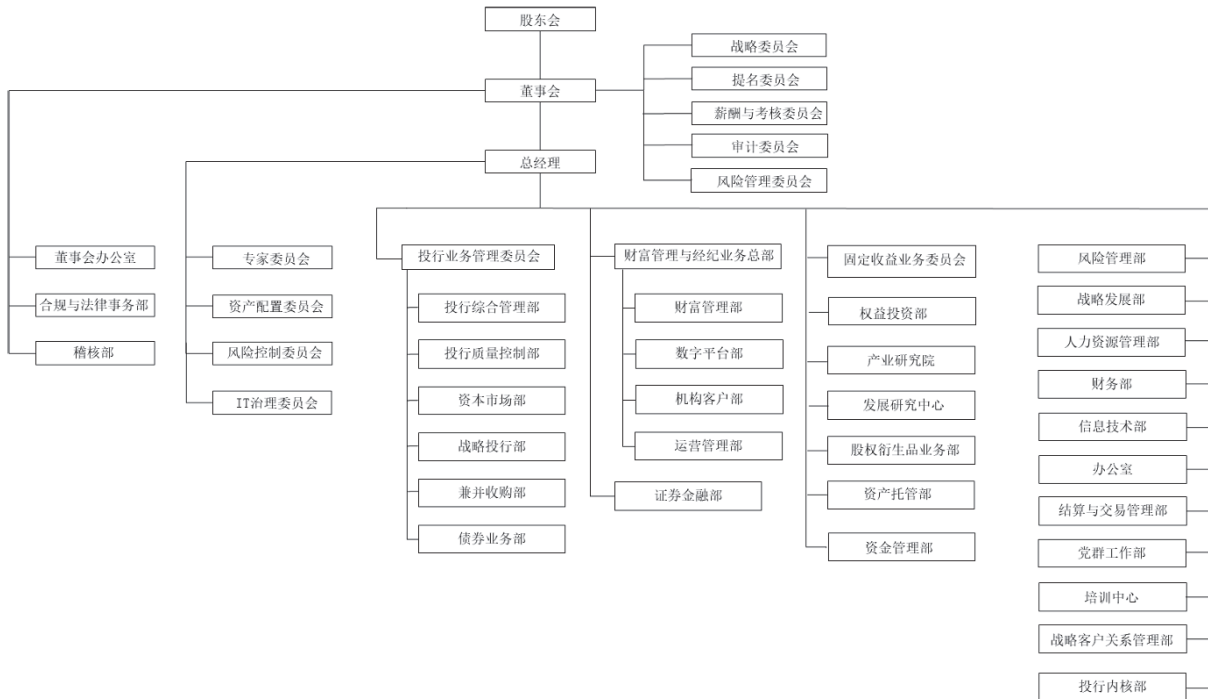 股东会
战略委员会
提名委员会
董事会
薪酬与考核委员会
审计委员会
总经理
风险管理委员会
董事会办公室
合规与法律事务部
稽核部
专家委员会
资产配置委员会
风险控制委员会
IT治理委员会
投行业务管理委员会
投行综合管理部
投行质量控制部
资本市场部
战略投行部
兼并收购部
债券业务部
财富管理与经纪业务总部
财富管理部
数字平台部
机构客户部
运营管理部
证券金融部
固定收益业务委员会
权益投资部
产业研究院
发展研究中心
股权衍生品业务部
资产托管部
资金管理部
风险管理部
战略发展部
人力资源管理部
财务部
信息技术部
办公室
结算与交易管理部
党群工作部
培训中心
战略客户关系管理部
投行内核部